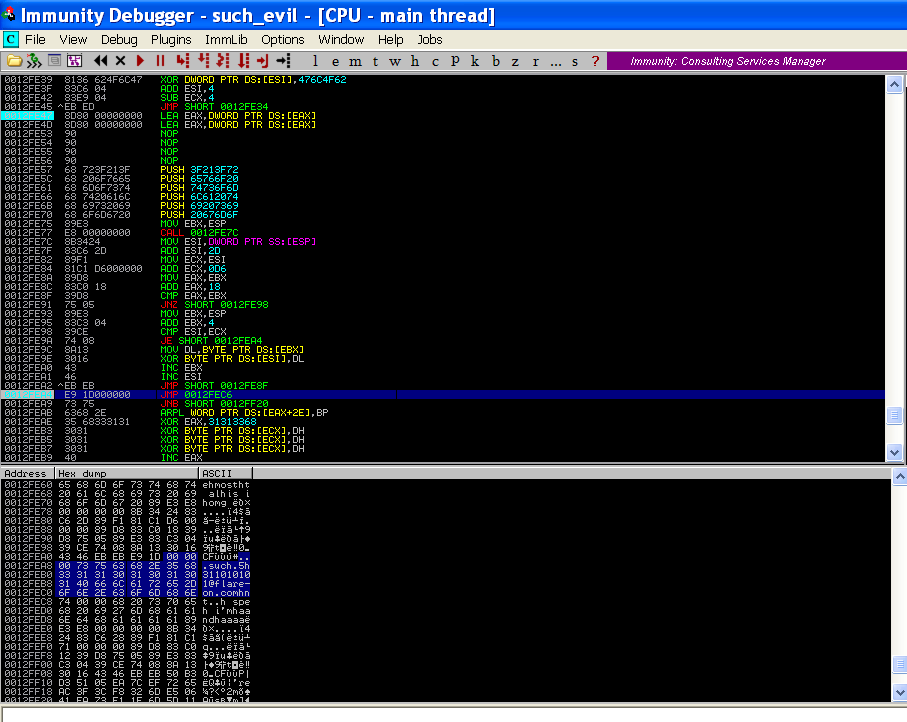 Immunity Debugger - such_evil - [CPU - main thread]
C File View Debug Plugins ImmLib Options Window Help Jobs
l e m t w h c p k b z r ... s ? Immunity: Consulting Services Manager
0012FE39 8136 624F6C47 XOR DWORD PTR DS:[ESI],476C4F62
0012FE3F 83C6 04 ADD ESI,4
0012FE42 83E9 04 SUB ECX,4
0012FE45 ^EB ED JMP SHORT 0012FE34
8D80 00000000 LEA EAX,DWORD PTR DS:[EAX]
0012FE4D 8D80 00000000 LEA EAX,DWORD PTR DS:[EAX]
0012FE53 90 NOP
0012FE54 90 NOP
0012FE55 90 NOP
0012FE56 90 NOP
0012FE57 68 723F213F PUSH 3F213F72
0012FE5C 68 206F7665 PUSH 65766F20
0012FE61 68 6D6F7374 PUSH 74736F6D
0012FE66 68 7420616C PUSH 6C612074
0012FE6B 68 69732069 PUSH 69207369
0012FE70 68 6F6D6720 PUSH 20676D6F
0012FE75 89E3 MOV EBX,ESP
0012FE77 E8 00000000 CALL 0012FE7C
0012FE7C 8B3424 MOV ESI,DWORD PTR SS:[ESP]
0012FE7F 83C6 2D ADD ESI,2D
0012FE82 89F1 MOV ECX,ESI
0012FE84 81C1 D6000000 ADD ECX,0D6
0012FE8A 89D8 MOV EAX,EBX
0012FE8C 83C0 18 ADD EAX,18
0012FE8F 39D8 CMP EAX,EBX
0012FE91 75 05 JNZ SHORT 0012FE98
0012FE93 89E3 MOV EBX,ESP
0012FE95 83C3 04 ADD EBX,4
0012FE98 39CE CMP ESI,ECX
0012FE9A 74 08 JE SHORT 0012FEA4
0012FE9C 8A13 MOV DL,BYTE PTR DS:[EBX]
0012FE9E 3016 XOR BYTE PTR DS:[ESI],DL
0012FEA0 43 INC EBX
0012FEA1 46 INC ESI
0012FEA2 ^EB EB JMP SHORT 0012FE8F
E9 1D000000 JMP 0012FEC6
0012FEA9 73 75 JNB SHORT 0012FF20
0012FEAB 6368 2E ARPL WORD PTR DS:[EAX+2E],BP
0012FEAE 35 68333131 XOR EAX,31313368
0012FEB3 3031 XOR BYTE PTR DS:[ECX],DH
0012FEB5 3031 XOR BYTE PTR DS:[ECX],DH
0012FEB7 3031 XOR BYTE PTR DS:[ECX],DH
0012FEB9 40 INC EAX
Address Hex dump ASCII
0012FE60 65 68 6D 6F 73 74 68 74 ehmostht
0012FE68 20 61 6C 68 69 73 20 69 alhis i
0012FE70 68 6F 6D 67 20 89 E3 E8
0012FE78 00 00 00 00 8B 34 24 83
0012FE80 C6 2D 89 F1 81 C1 D6 00
0012FE88 00 00 89 D8 83 C0 18 39
0012FE90 D8 75 05 89 E3 83 C3 04
0012FE98 39 CE 74 08 8A 13 30 16
0012FEA0 43 46 EB EB E9 1D 00 00
0012FEA8 00 73 75 63 68 2E 35 68 .such.5h
0012FEB0 33 31 31 30 31 30 31 30 31101010
0012FEB8 31 40 66 6C 61 72 65 2D 1@flare-
0012FEC0 6F 6E 2E 63 6F 6D 68 6E on.comhn
0012FEC8 74 00 00 68 20 73 70 65 t..h spe
0012FED0 68 20 69 27 6D 68 61 61 h i'mhaa
0012FED8 6E 64 68 61 61 61 61 89
0012FEE0 E3 E8 00 00 00 00 8B 34
0012FEE8 24 83 C6 28 89 F1 81 C1
0012FEF0 71 00 00 00 89 D8 83 C0
0012FEF8 12 39 D8 75 05 89 E3 83
0012FF00 C3 04 39 CE 74 08 8A 13
0012FF08 30 16 43 46 EB EB 50 B3
0012FF10 D3 51 05 EA 7C EF 72 65
0012FF18 AC 3F 3C F8 32 6D E5 06